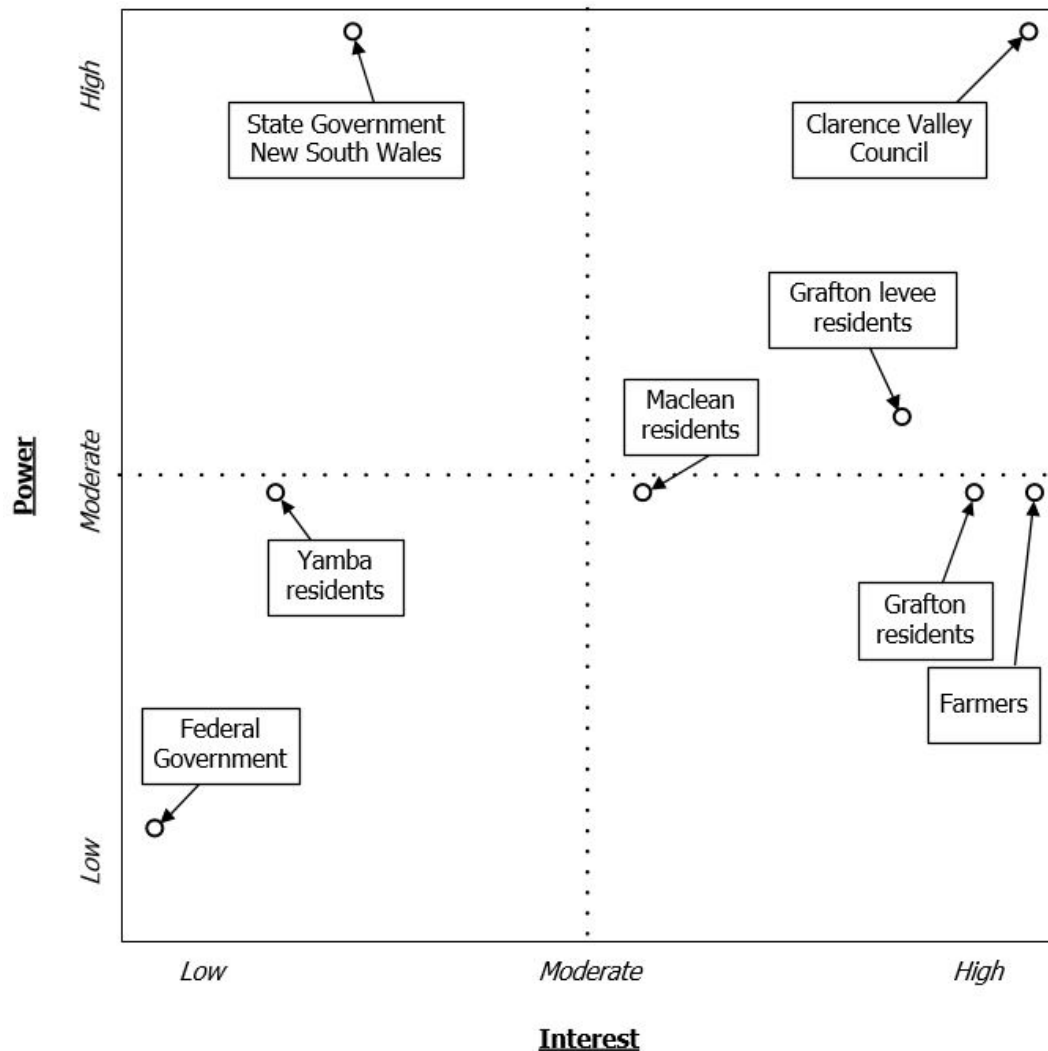 High
State Government
New South Wales
Clarence Valley
Council
Grafton levee
residents
Maclean
residents
Power
Moderate
Yamba
residents
Grafton
residents
Farmers
Federal
Government
Low
Low
Moderate
High
Interest